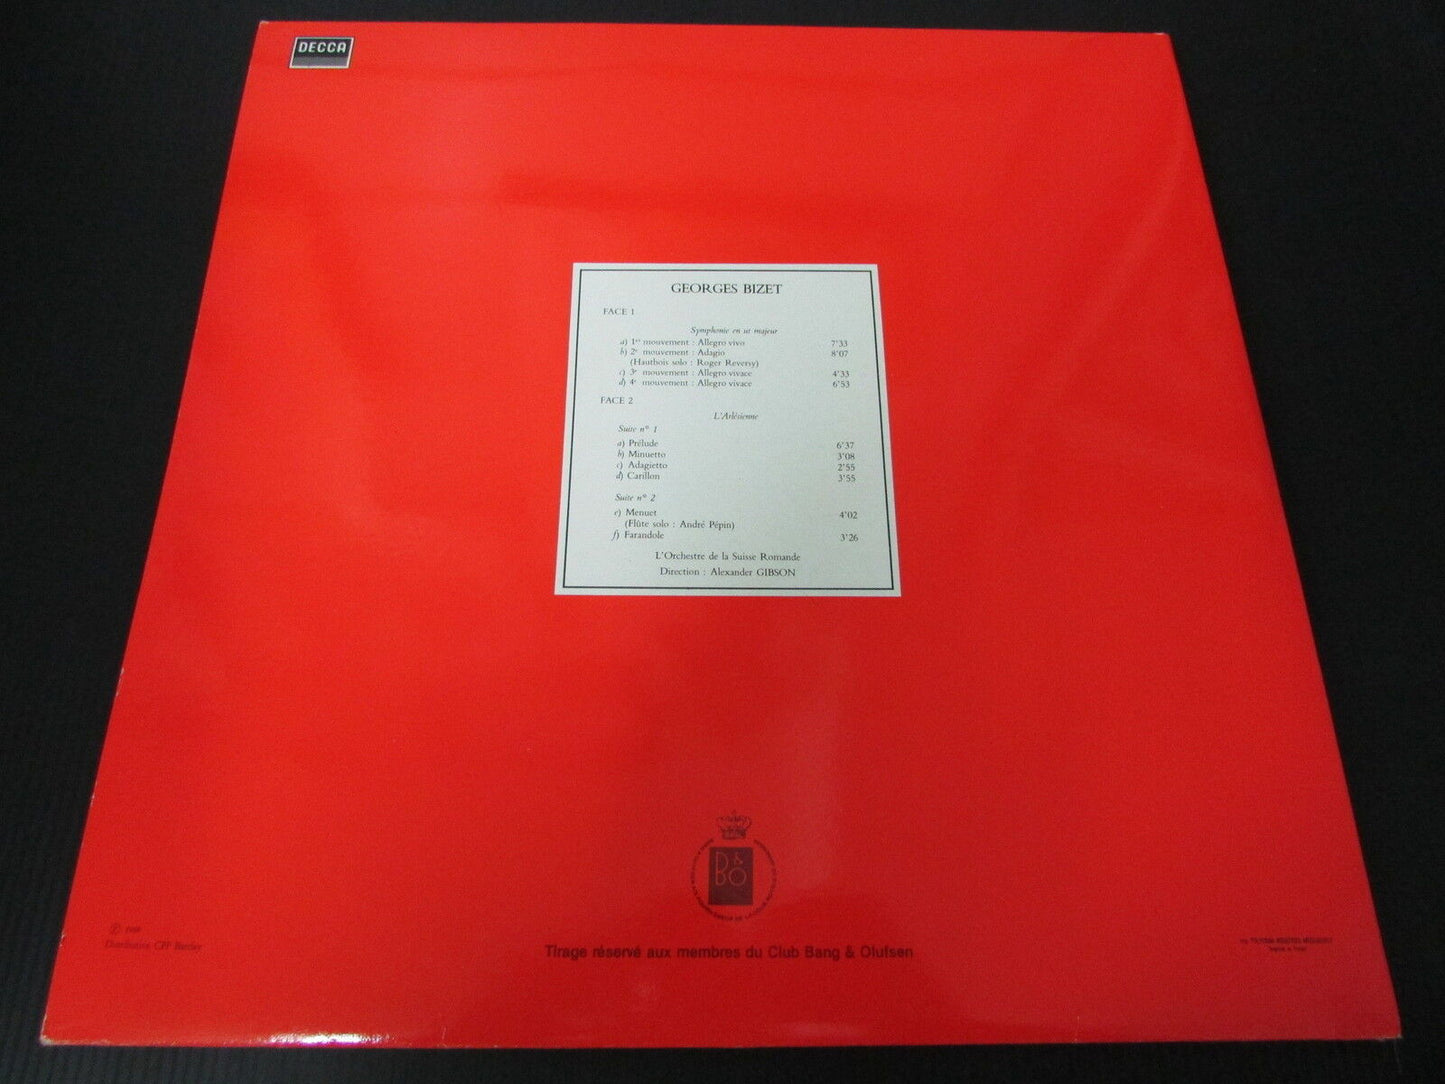 DECCA
GEORGES BIZET
FACE 1
Symphonie en ut majeur
a) 1er mouvement : Allegro vivo 7'33
b) 2e mouvement : Adagio 8'07
(Hautbois solo : Roger Reversy)
c) 3e mouvement : Allegro vivace 4'33
d) 4e mouvement : Allegro vivace 6'53
FACE 2
L'Arlésienne
Suite n° 1
a) Prélude 6'37
b) Minuetto 3'08
c) Adagietto 2'55
d) Carillon 3'55
Suite n° 2
e) Menuet 4'02
(Flûte solo : André Pépin)
f) Farandole 3'26
L'Orchestre de la Suisse Romande
Direction : Alexander GIBSON
B&O
Ⓟ
Distribution CPF Barclay
Tirage réservé aux membres du Club Bang & Olufsen